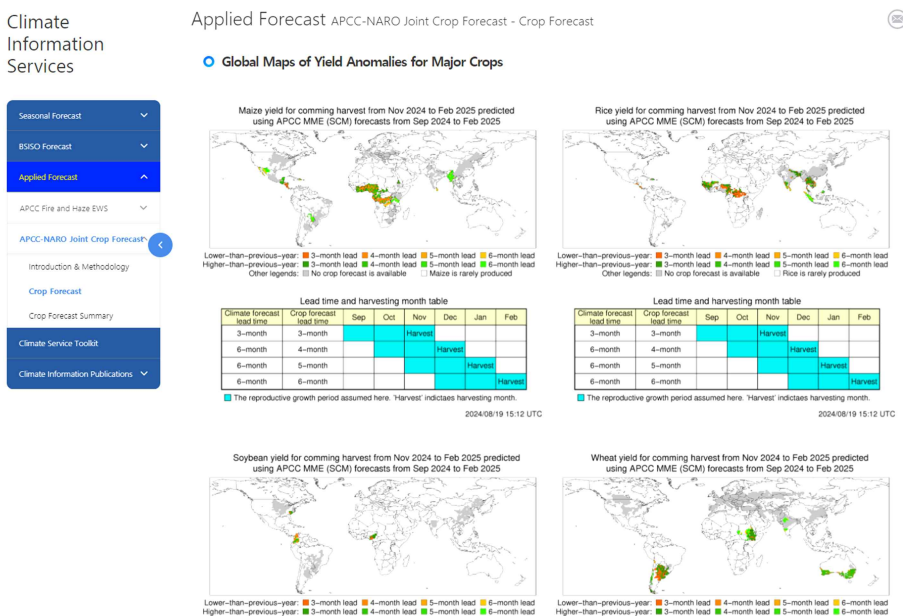 Climate
Information
Services
Seasonal Forecast
BSISO Forecast
Applied Forecast
APCC Fire and Haze EWS
APCC-NARO Joint Crop Forecast
Introduction & Methodology
Crop Forecast
Crop Forecast Summary
Climate Service Toolkit
Climate Information Publications
Applied Forecast APCC-NARO Joint Crop Forecast - Crop Forecast
Global Maps of Yield Anomalies for Major Crops
Maize yield for comming harvest from Nov 2024 to Feb 2025 predicted
using APCC MME (SCM) forecasts from Sep 2024 to Feb 2025
Lower-than-previous-year: 3-month lead 4-month lead 5-month lead 6-month lead
Higher-than-previous-year: 3-month lead 4-month lead 5-month lead 6-month lead
Other legends: No crop forecast is available Maize is rarely produced
Lead time and harvesting month table
Climate forecast lead time Crop forecast lead time Sep Oct Nov Dec Jan Feb
3-month 3-month Harvest
6-month 4-month Harvest
6-month 5-month Harvest
6-month 6-month Harvest
The reproductive growth period assumed here. 'Harvest' indictaes harvesting month.
2024/08/19 15:12 UTC
Rice yield for comming harvest from Nov 2024 to Feb 2025 predicted
using APCC MME (SCM) forecasts from Sep 2024 to Feb 2025
Lower-than-previous-year: 3-month lead 4-month lead 5-month lead 6-month lead
Higher-than-previous-year: 3-month lead 4-month lead 5-month lead 6-month lead
Other legends: No crop forecast is available Rice is rarely produced
Lead time and harvesting month table
Climate forecast lead time Crop forecast lead time Sep Oct Nov Dec Jan Feb
3-month 3-month Harvest
6-month 4-month Harvest
6-month 5-month Harvest
6-month 6-month Harvest
The reproductive growth period assumed here. 'Harvest' indictaes harvesting month.
2024/08/19 15:12 UTC
Soybean yield for comming harvest from Nov 2024 to Feb 2025 predicted
using APCC MME (SCM) forecasts from Sep 2024 to Feb 2025
Lower-than-previous-year: 3-month lead 4-month lead 5-month lead 6-month lead
Higher-than-previous-year: 3-month lead 4-month lead 5-month lead 6-month lead
Wheat yield for comming harvest from Nov 2024 to Feb 2025 predicted
using APCC MME (SCM) forecasts from Sep 2024 to Feb 2025
Lower-than-previous-year: 3-month lead 4-month lead 5-month lead 6-month lead
Higher-than-previous-year: 3-month lead 4-month lead 5-month lead 6-month lead